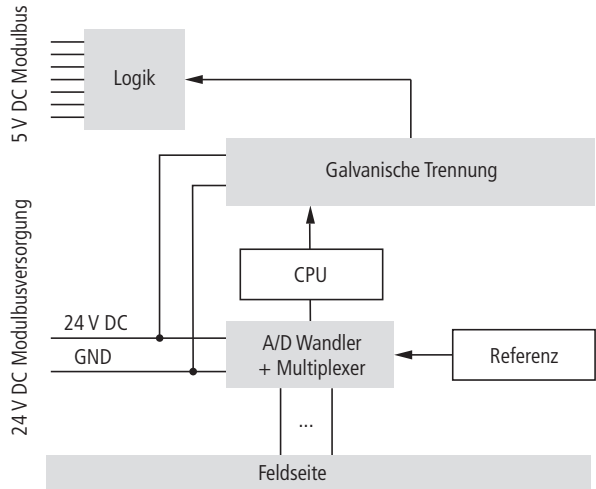 5 V DC Modulbus
Logik
Galvanische Trennung
24 V DC Modulbusversorgung
CPU
24 V DC
GND
A/D Wandler
+ Multiplexer
Referenz
...
Feldseite